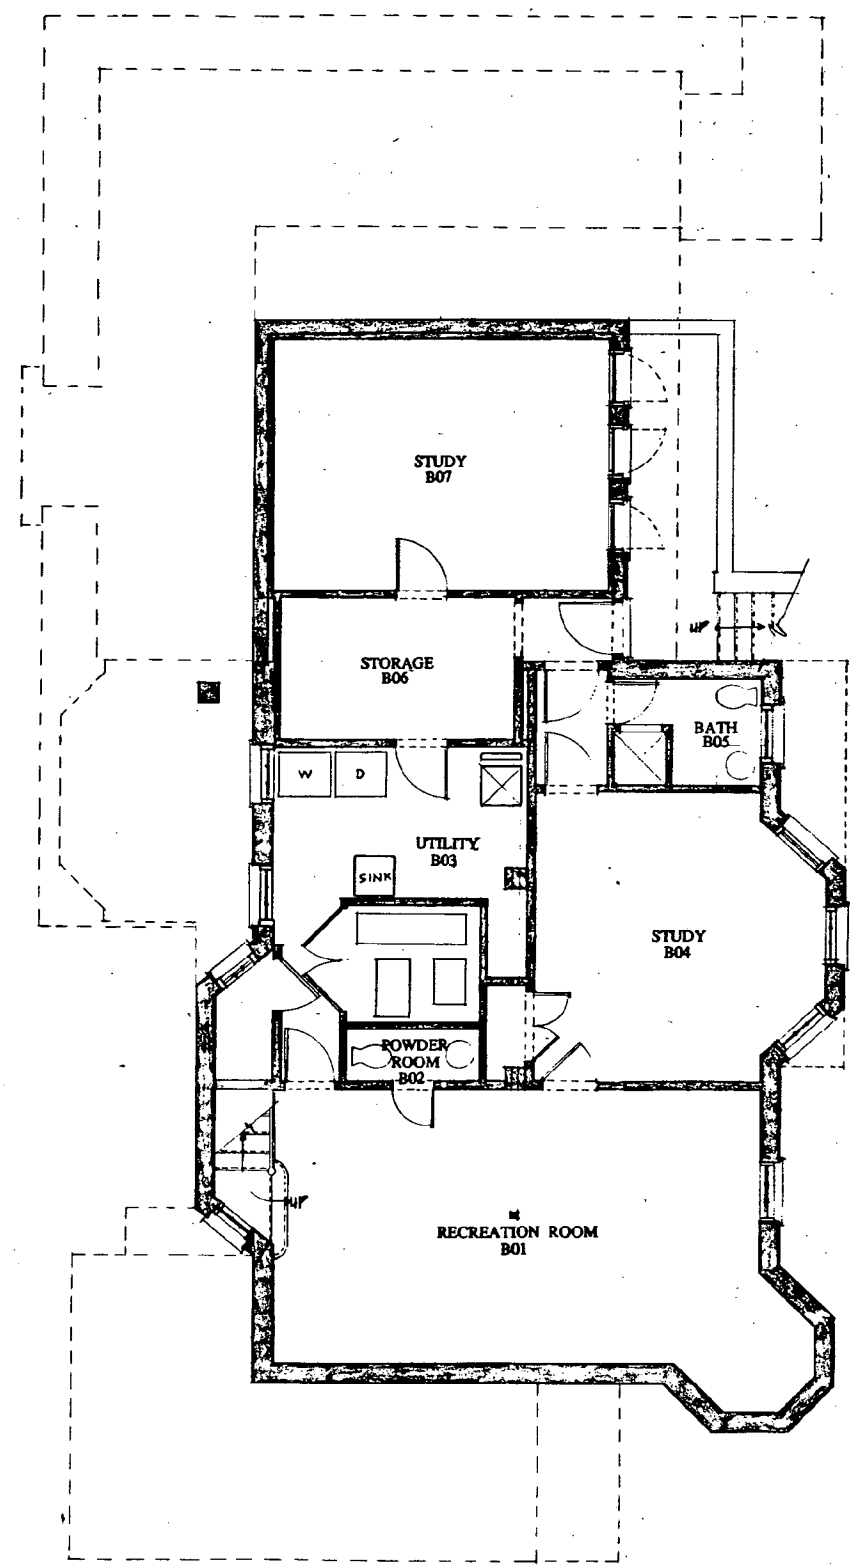 STUDY
B07
UP
STORAGE
B06
BATH
B05
W
D
UTILITY
B03
SINK
STUDY
B04
POWDER
ROOM
B02
UP
RECREATION ROOM
B01